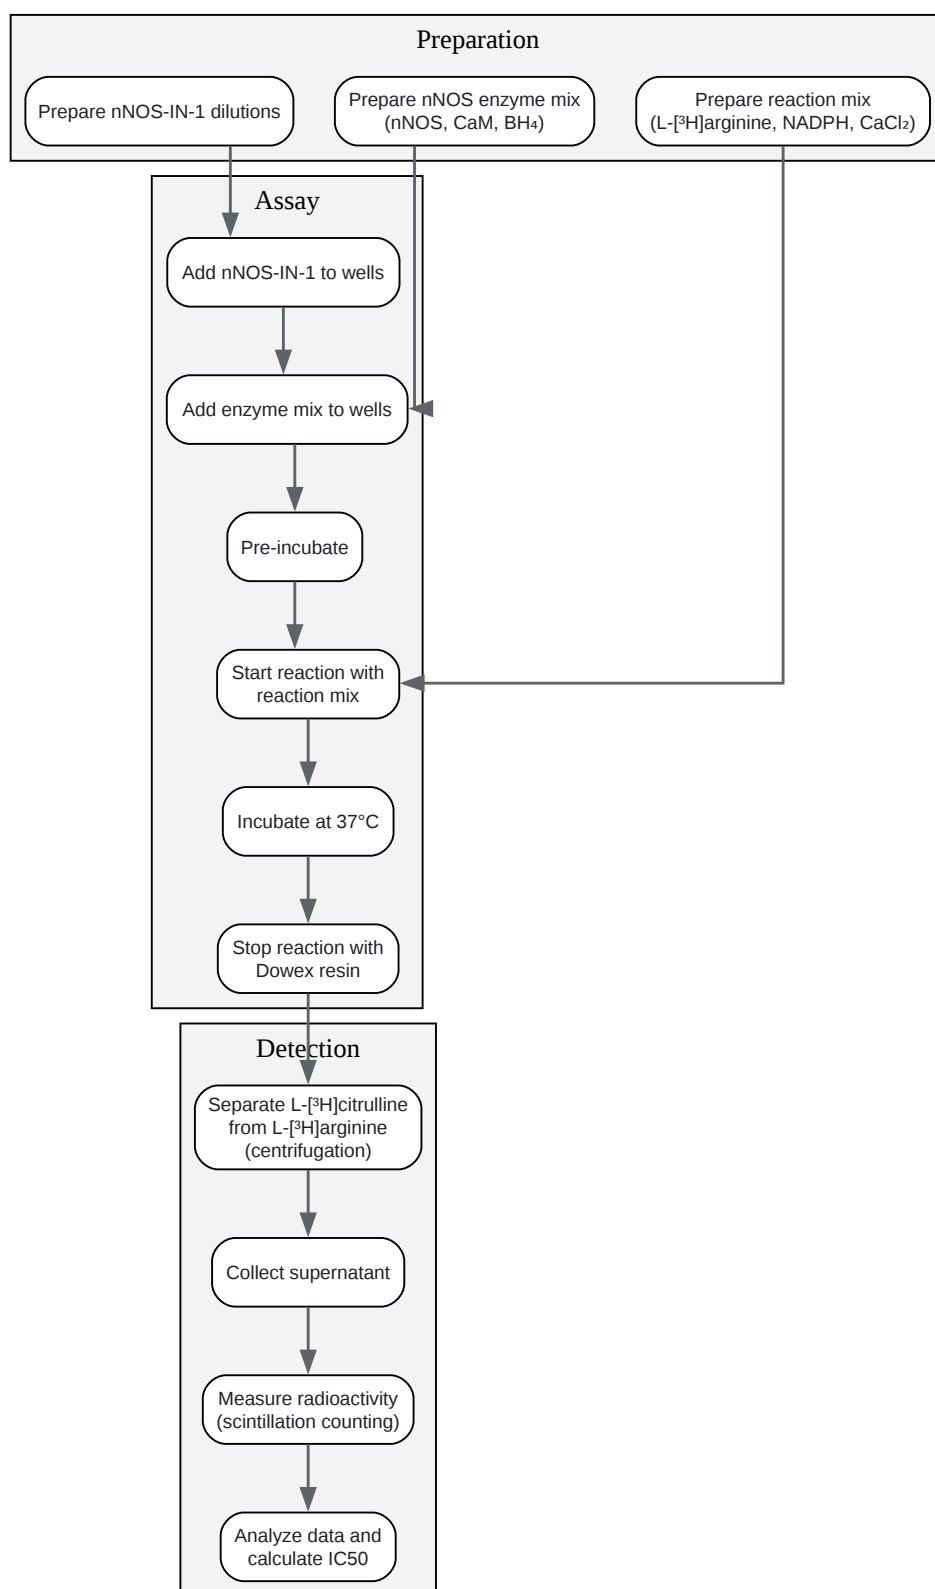 Preparation
Prepare nNOS-IN-1 dilutions
Prepare nNOS enzyme mix
(nNOS, CaM, BH₄)
Prepare reaction mix
(L-[³H]arginine, NADPH, CaCl₂)
Assay
Add nNOS-IN-1 to wells
Add enzyme mix to wells
Pre-incubate
Start reaction with
reaction mix
Incubate at 37°C
Stop reaction with
Dowex resin
Detection
Separate L-[³H]citrulline
from L-[³H]arginine
(centrifugation)
Collect supernatant
Measure radioactivity
(scintillation counting)
Analyze data and
calculate IC50